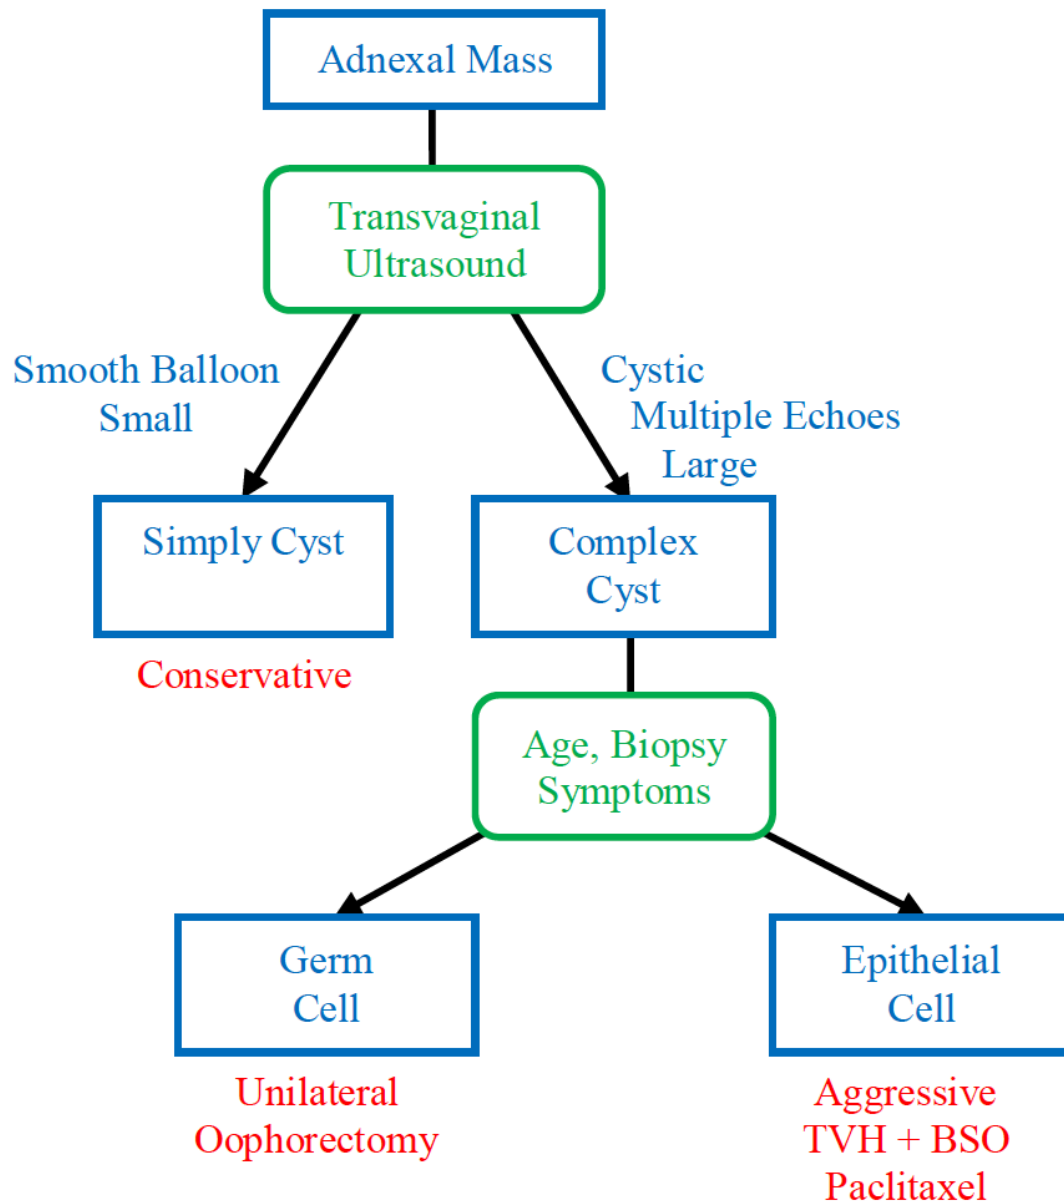 Adnexal Mass
Transvaginal
Ultrasound
Smooth Balloon
Small
Cystic
Multiple Echoes
Large
Simply Cyst
Complex
Cyst
Conservative
Age, Biopsy
Symptoms
Germ
Cell
Epithelial
Cell
Unilateral
Oophorectomy
Aggressive
TVH + BSO
Paclitaxel